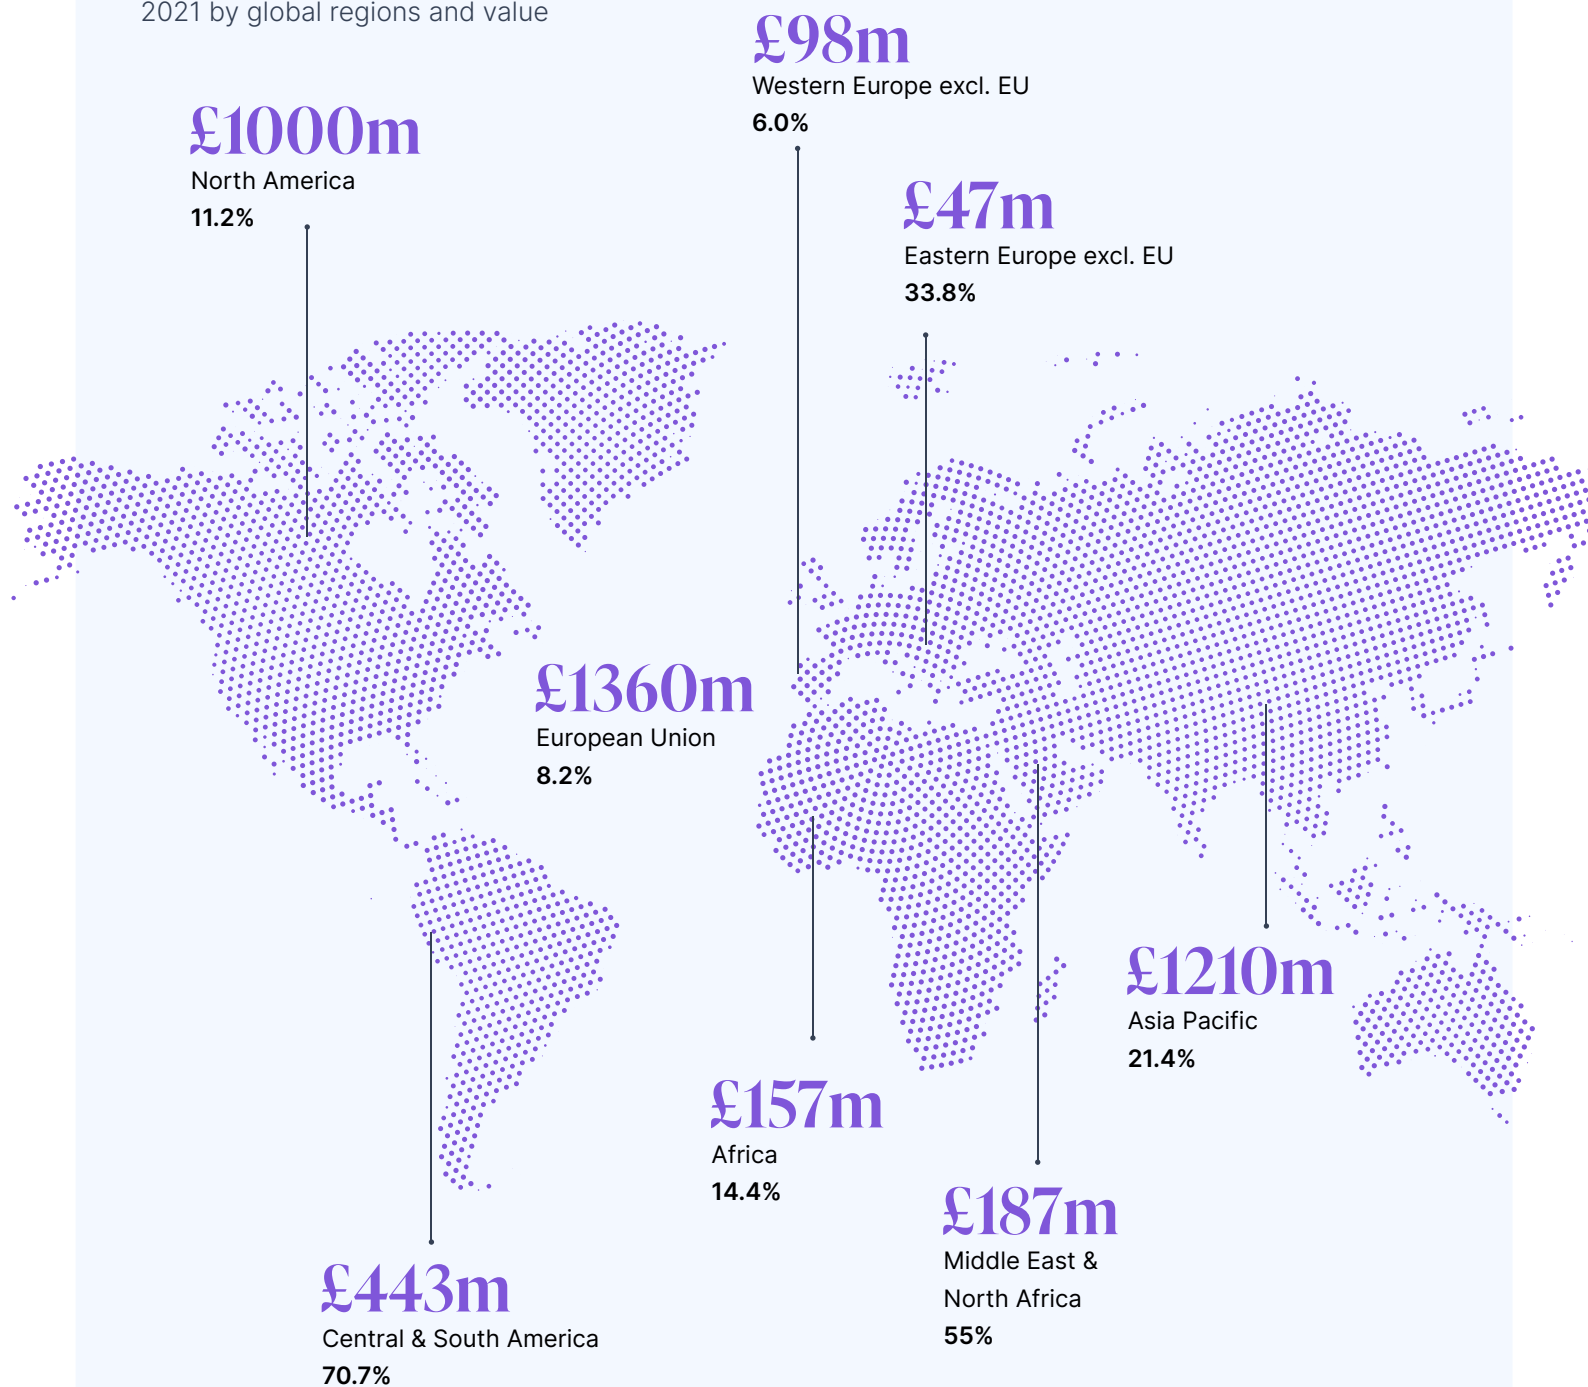 2021 by global regions and value
£98m
Western Europe excl. EU
6.0%
£1000m
North America
11.2%
£47m
Eastern Europe excl. EU
33.8%
£1360m
European Union
8.2%
£1210m
Asia Pacific
21.4%
£157m
Africa
14.4%
£187m
Middle East &
North Africa
55%
£443m
Central & South America
70.7%